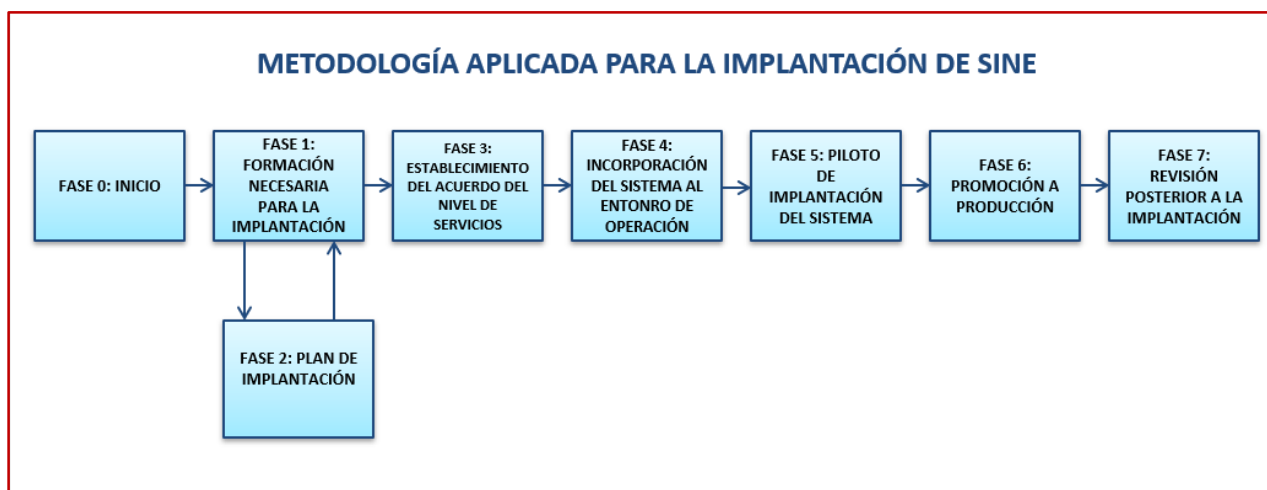 METODOLOGÍA APLICADA PARA LA IMPLANTACIÓN DE SINE
FASE 0: INICIO
FASE 1:
FORMACIÓN
NECESARIA
PARA LA
IMPLANTACIÓN
FASE 3:
ESTABLECIMIENTO
DEL ACUERDO DEL
NIVEL DE
SERVICIOS
FASE 4:
INCORPORACIÓN
DEL SISTEMA AL
ENTONRO DE
OPERACIÓN
FASE 5: PILOTO
DE
IMPLANTACIÓN
DEL SISTEMA
FASE 6:
PROMOCIÓN A
PRODUCCIÓN
FASE 7:
REVISIÓN
POSTERIOR A LA
IMPLANTACIÓN
FASE 2: PLAN DE
IMPLANTACIÓN